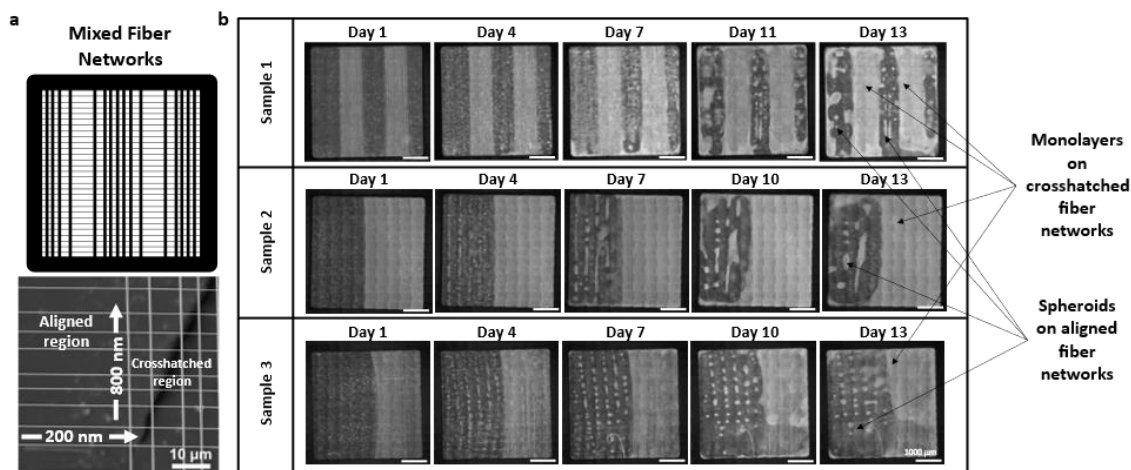 a
Mixed Fiber
Networks
Aligned
region
800 nm
Crosshatched
region
200 nm
10 µm
b
Sample 1
Day 1 Day 4 Day 7 Day 11 Day 13
Sample 2
Day 1 Day 4 Day 7 Day 10 Day 13
Sample 3
Day 1 Day 4 Day 7 Day 10 Day 13
1000 µm
Monolayers
on
crosshatched
fiber
networks
Spheroids
on aligned
fiber
networks